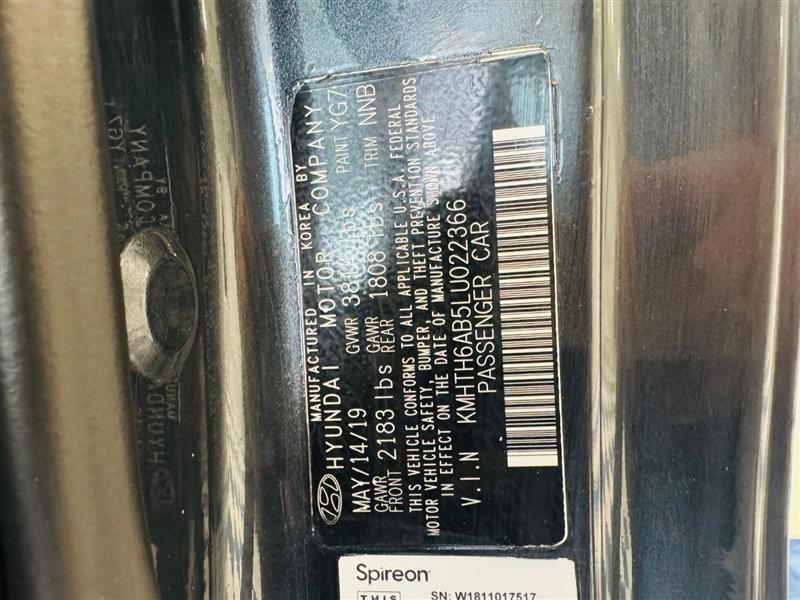 MANUFACTURED IN KOREA BY
HYUNDAI MOTOR COMPANY
MAY/14/19 GVWR lbs PAINT YG7
GAWR FRONT 2183 lbs GAWR REAR 1808 lbs TRIM NNB
THIS VEHICLE CONFORMS TO ALL APPLICABLE U.S.A. FEDERAL
MOTOR VEHICLE SAFETY, BUMPER, AND THEFT PREVENTION STANDARDS
IN EFFECT ON THE DATE OF MANUFACTURE SHOWN ABOVE
V.I.N KMHTH6AB5LU022366
PASSENGER CAR
Spireon
THIS
SN: W1811017517